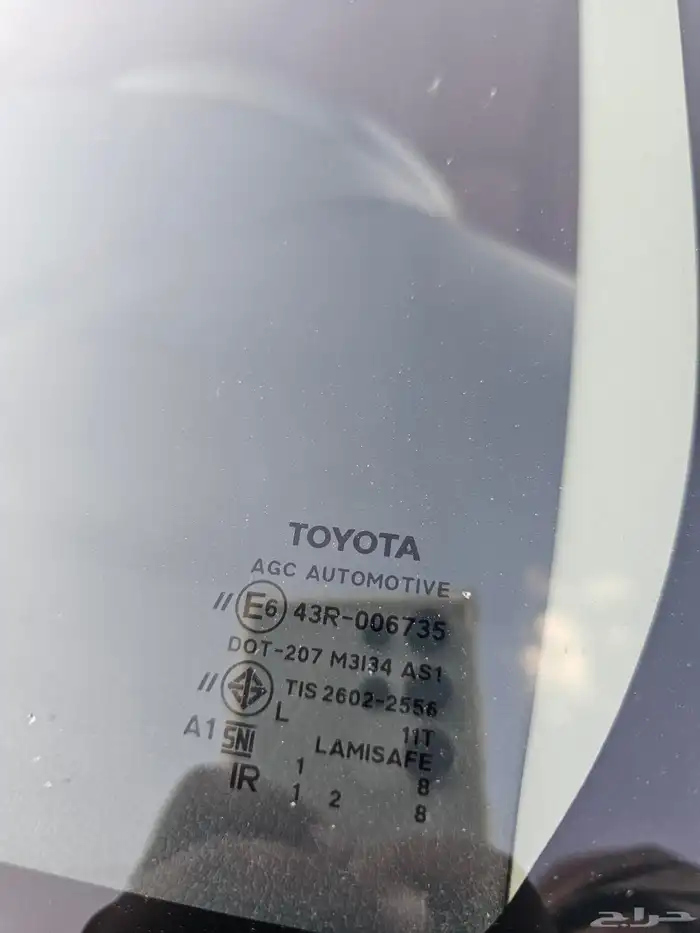 TOYOTA
AGC AUTOMOTIVE
// E6 43R-006735
DOT-207 M3134 AS1
// TIS 2602-2556
L 11T
A1 SNI LAMISAFE
IR 1 8
1 2 8
حراج